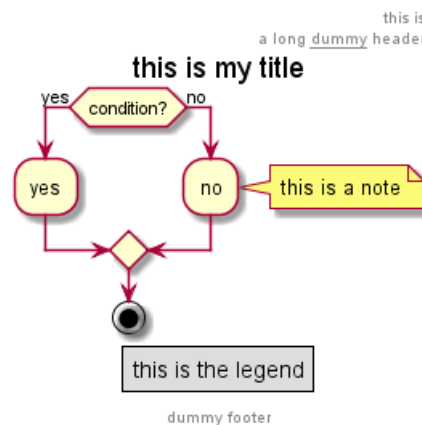 this is
a long dummy header
this is my title
yes condition? no
yes no this is a note
this is the legend
dummy footer